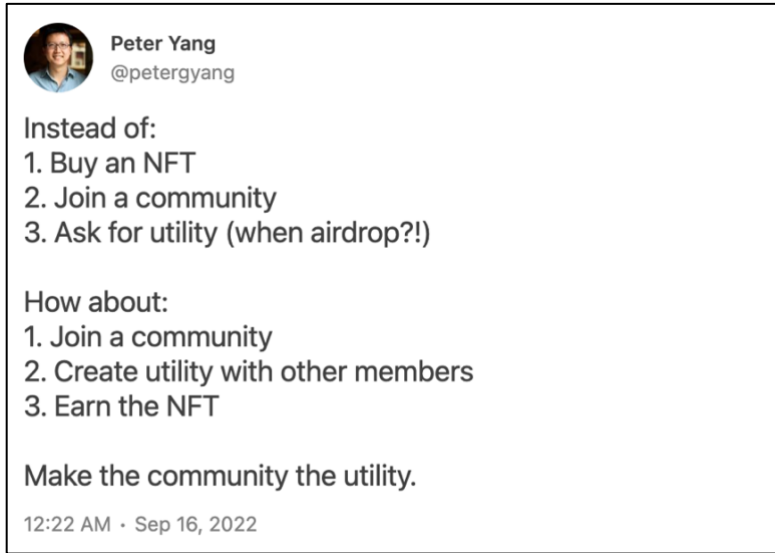 Peter Yang
@petergyang
Instead of:
1. Buy an NFT
2. Join a community
3. Ask for utility (when airdrop?!)
How about:
1. Join a community
2. Create utility with other members
3. Earn the NFT
Make the community the utility.
12:22 AM · Sep 16, 2022